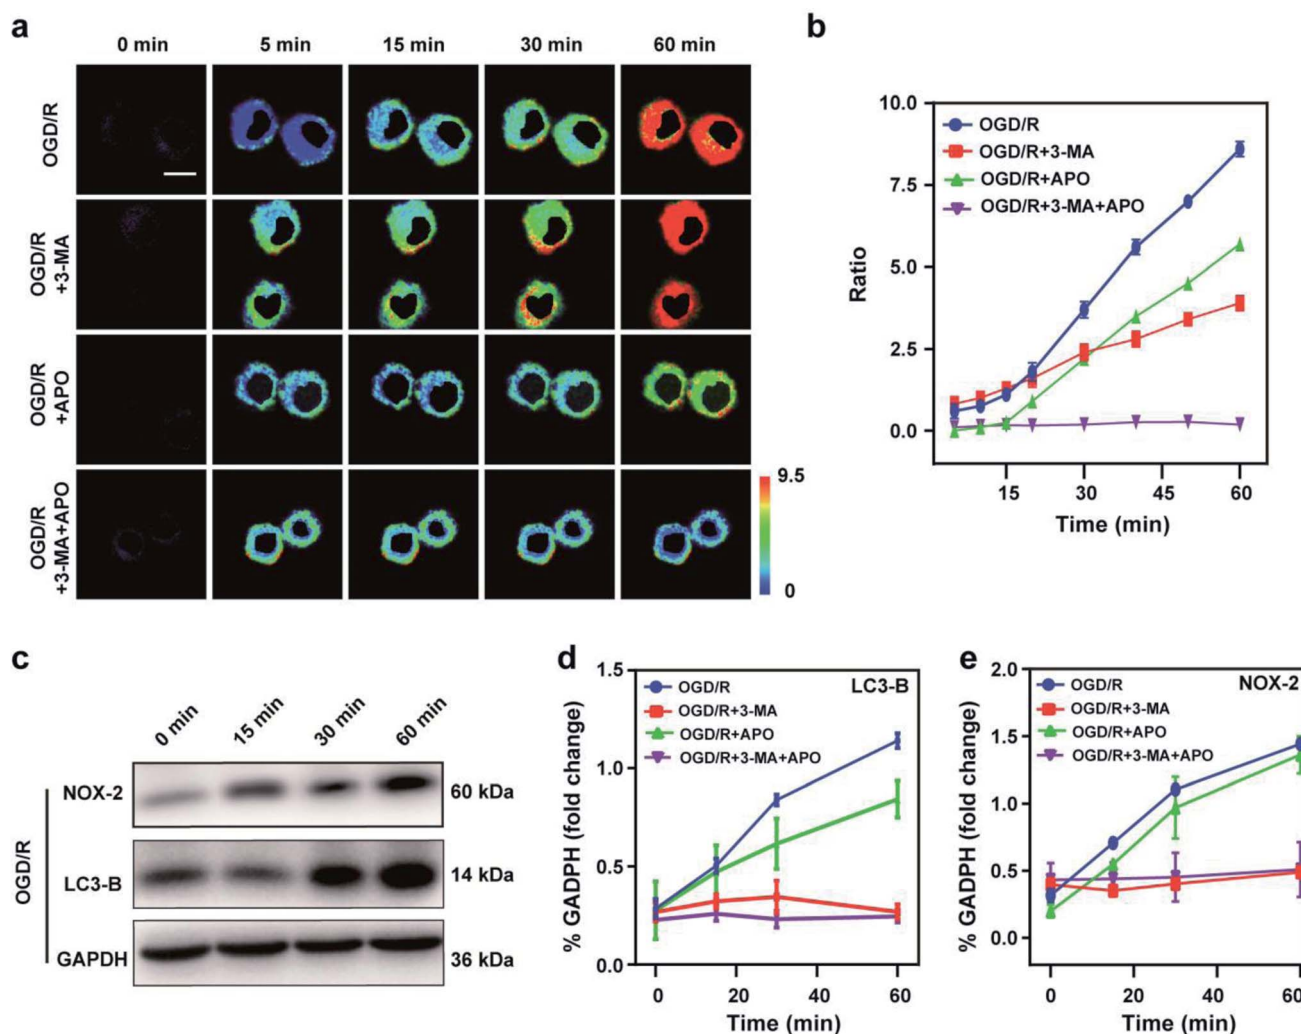 a
0 min 5 min 15 min 30 min 60 min
OGD/R
OGD/R
+3-MA
OGD/R
+APO
OGD/R
+3-MA+APO
9.5
0
b
10.0
7.5
5.0
2.5
0.0
Ratio
OGD/R
OGD/R+3-MA
OGD/R+APO
OGD/R+3-MA+APO
15 30 45 60
Time (min)
c
0 min 15 min 30 min 60 min
OGD/R
NOX-2 60 kDa
LC3-B 14 kDa
GAPDH 36 kDa
d
1.5
1.0
0.5
0.0
% GADPH (fold change)
LC3-B
OGD/R
OGD/R+3-MA
OGD/R+APO
OGD/R+3-MA+APO
0 20 40 60
Time (min)
e
2.0
1.5
1.0
0.5
0.0
% GADPH (fold change)
NOX-2
OGD/R
OGD/R+3-MA
OGD/R+APO
OGD/R+3-MA+APO
0 20 40 60
Time (min)